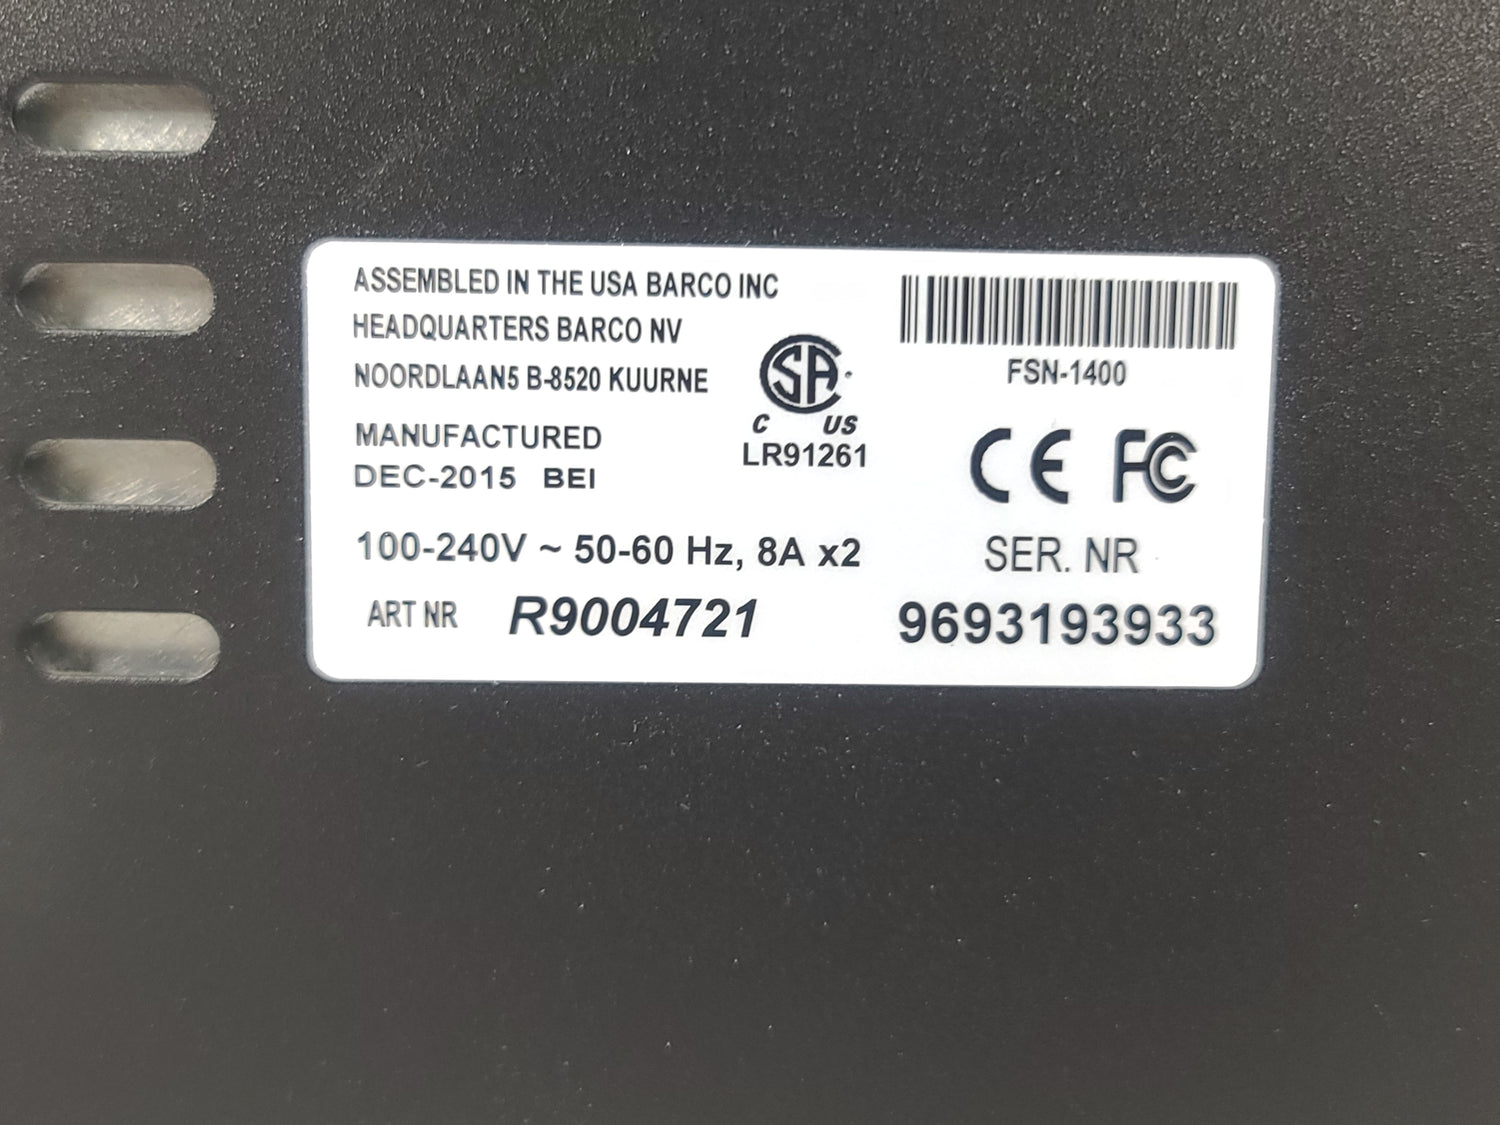 ASSEMBLED IN THE USA BARCO INC
HEADQUARTERS BARCO NV
NOORDLAAN5 B-8520 KUURNE
MANUFACTURED
DEC-2015 BEI
100-240V ~ 50-60 Hz, 8A x2
ART NR R9004721
SA
C US
LR91261
FSN-1400
CE FC
SER. NR
9693193933